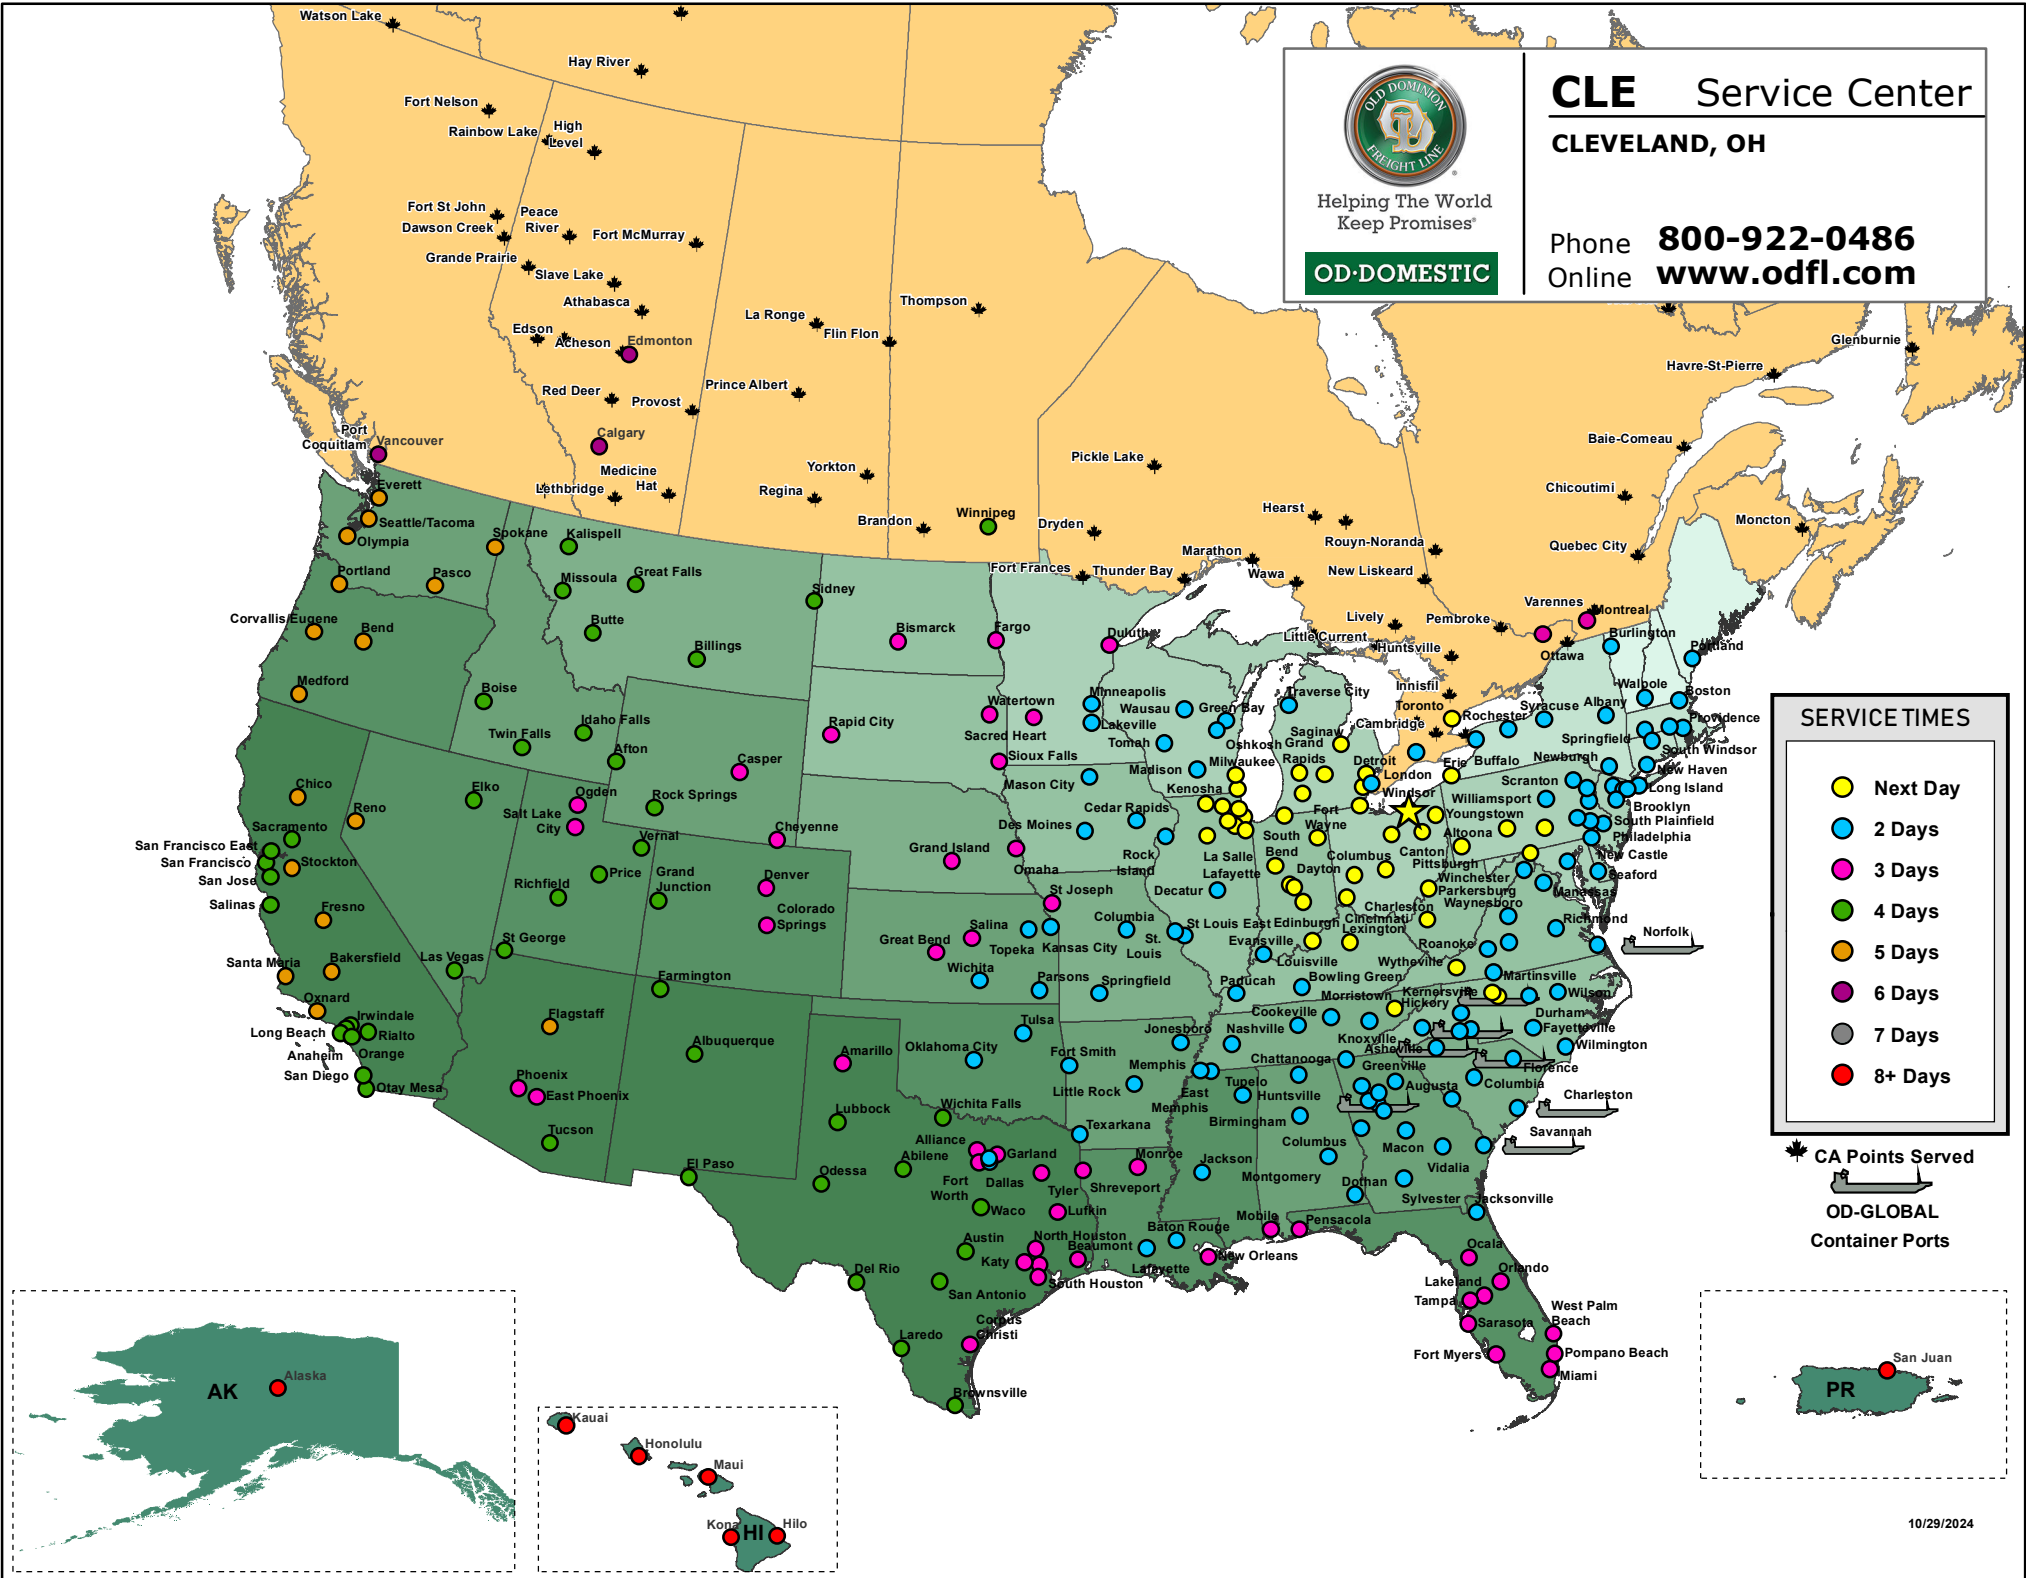 Watson Lake
Hay River
Fort Nelson
Rainbow Lake
High
Level
Fort St John
Dawson Creek
Peace
River
Fort McMurray
Grande Prairie
Slave Lake
Athabasca
Edson
Acheson
Edmonton
Red Deer
Provost
Calgary
Medicine
Hat
Lethbridge
Port
Coquitlam
Vancouver
La Ronge
Flin Flon
Thompson
Prince Albert
Yorkton
Regina
Brandon
Winnipeg
Pickle Lake
Dryden
Fort Frances
Thunder Bay
Marathon
Wawa
Hearst
Rouyn-Noranda
New Liskeard
Lively
Little Current
Pembroke
Huntsville
Innisfil
Toronto
Cambridge
Varennes
Montreal
Ottawa
Quebec City
Chicoutimi
Baie-Comeau
Havre-St-Pierre
Glenburnie
Moncton
London
Windsor
OLD DOMINION
FREIGHT LINE
Helping The World
Keep Promises®
OD·DOMESTIC
CLE Service Center
CLEVELAND, OH
Phone 800-922-0486
Online www.odfl.com
Everett
Seattle/Tacoma
Olympia
Spokane
Portland
Pasco
Corvallis/Eugene
Bend
Medford
Kalispell
Missoula
Great Falls
Butte
Billings
Sidney
Boise
Idaho Falls
Twin Falls
Afton
Casper
Rock Springs
Cheyenne
Chico
Reno
Elko
Sacramento
San Francisco East
San Francisco
Stockton
San Jose
Salinas
Fresno
Santa Maria
Bakersfield
Oxnard
Irwindale
Long Beach
Rialto
Anaheim
Orange
San Diego
Otay Mesa
Las Vegas
Ogden
Salt Lake
City
Vernal
Price
Richfield
St George
Grand
Junction
Denver
Colorado
Springs
Farmington
Flagstaff
Albuquerque
Phoenix
East Phoenix
Tucson
El Paso
Bismarck
Fargo
Duluth
Rapid City
Watertown
Sacred Heart
Sioux Falls
Minneapolis
Lakeville
Wausau
Green Bay
Tomah
Oshkosh
Madison
Milwaukee
Kenosha
Mason City
Cedar Rapids
Des Moines
Rock
Island
Grand Island
Omaha
St Joseph
Salina
Topeka
Kansas City
Great Bend
Wichita
Parsons
Columbia
St Louis East
St.
Louis
Springfield
La Salle
Decatur
Traverse City
Saginaw
Grand
Rapids
Detroit
Fort
Wayne
South
Bend
Lafayette
Dayton
Columbus
Canton
Youngstown
Edinburgh
Cincinnati
Evansville
Louisville
Lexington
Bowling Green
Paducah
Erie
Buffalo
Rochester
Syracuse
Albany
Burlington
Portland
Walpole
Boston
Providence
Springfield
South Windsor
Newburgh
New Haven
Long Island
Brooklyn
South Plainfield
Philadelphia
New Castle
Seaford
Scranton
Williamsport
Altoona
Pittsburgh
Winchester
Parkersburg
Waynesboro
Manassas
Charleston
Richmond
Norfolk
Roanoke
Wytheville
Martinsville
Kernersville
Wilson
Durham
Hickory
Fayetteville
Wilmington
Morristown
Cookeville
Nashville
Knoxville
Asheville
Chattanooga
Greenville
Florence
Columbia
Charleston
Savannah
Augusta
Jonesboro
Memphis
East
Memphis
Tupelo
Huntsville
Birmingham
Columbus
Macon
Vidalia
Montgomery
Dothan
Sylvester
Jacksonville
Tulsa
Oklahoma City
Fort Smith
Little Rock
Texarkana
Amarillo
Lubbock
Wichita Falls
Alliance
Abilene
Garland
Fort
Worth
Dallas
Odessa
Tyler
Waco
Lufkin
Shreveport
Monroe
Jackson
Austin
North Houston
Katy
Beaumont
South Houston
Del Rio
San Antonio
Corpus
Christi
Laredo
Brownsville
Baton Rouge
Lafayette
New Orleans
Mobile
Pensacola
Ocala
Orlando
Lakeland
Tampa
Sarasota
West Palm
Beach
Fort Myers
Pompano Beach
Miami
SERVICE TIMES
Next Day
2 Days
3 Days
4 Days
5 Days
6 Days
7 Days
8+ Days
CA Points Served
OD-GLOBAL
Container Ports
AK
Alaska
Kauai
Honolulu
Maui
Kona
HI
Hilo
San Juan
PR
10/29/2024